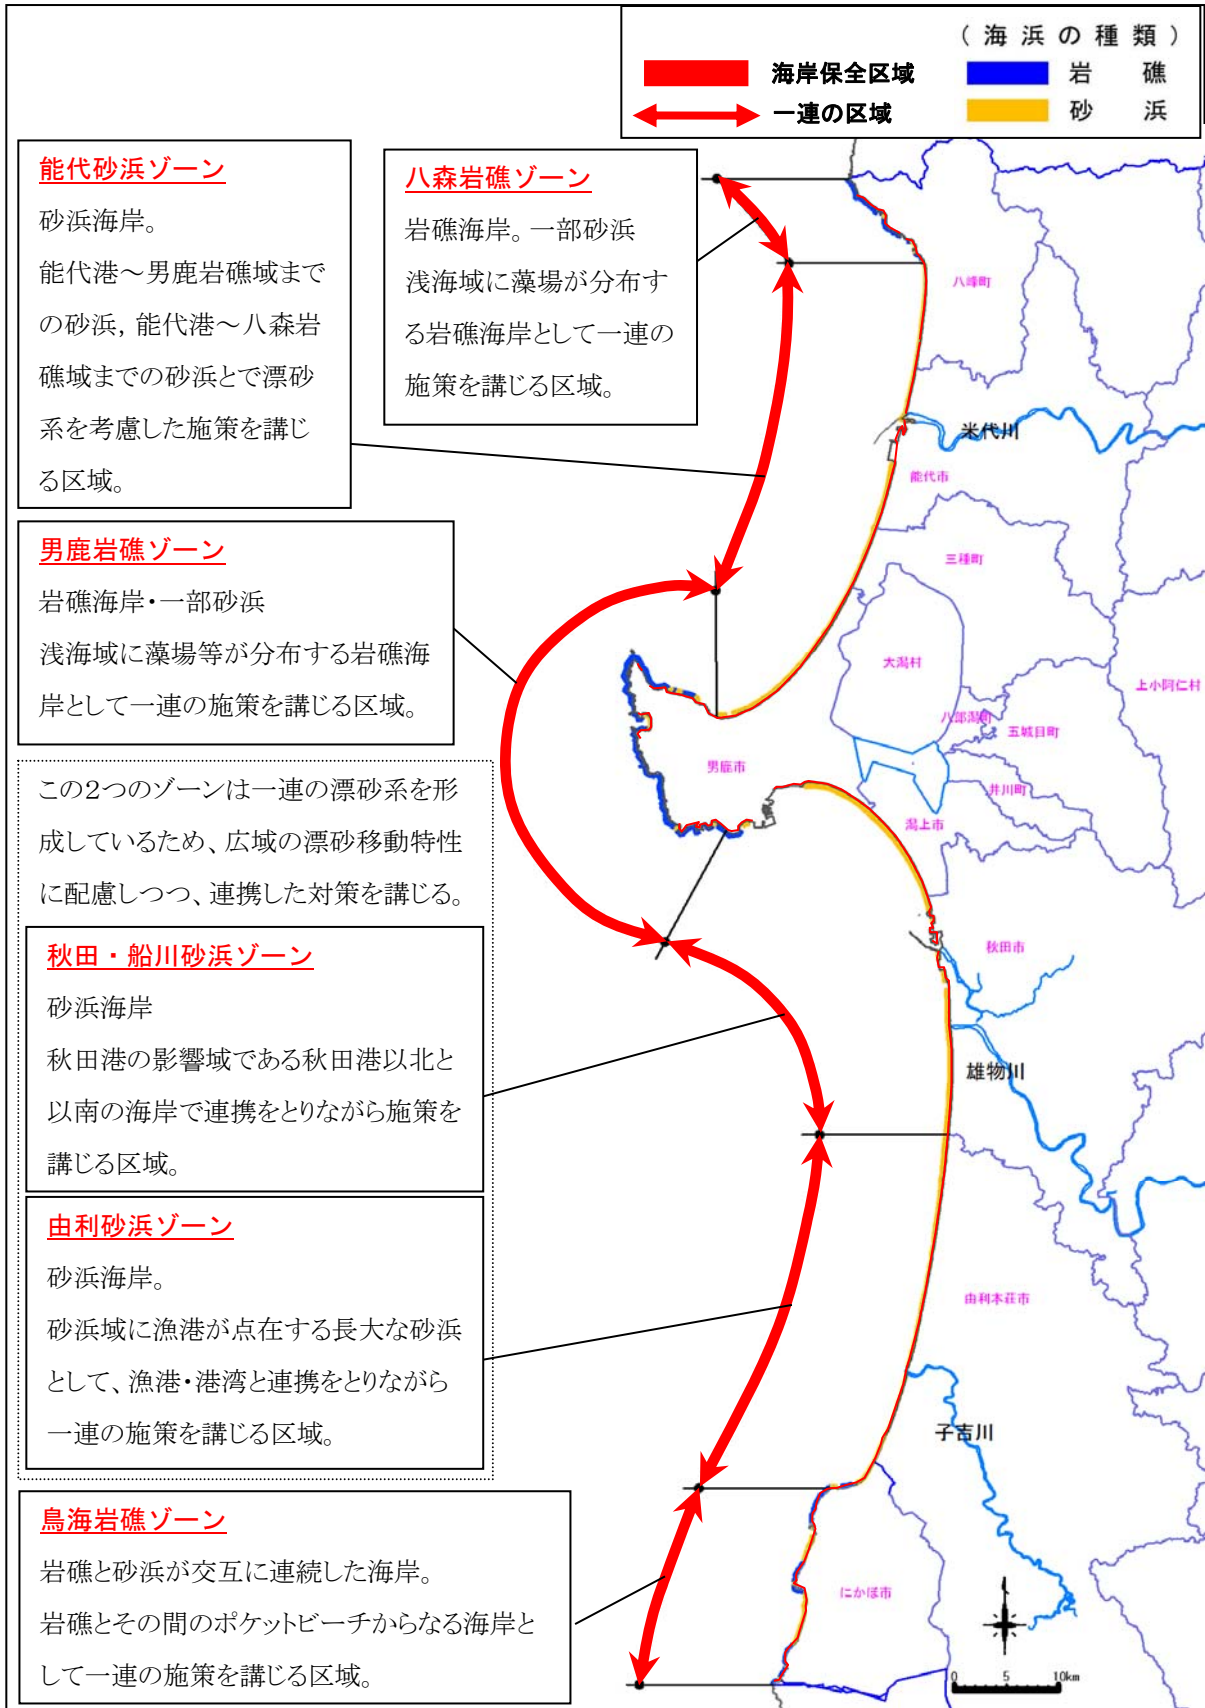 （海浜の種類）
海岸保全区域
岩　礁
一連の区域
砂　浜
能代砂浜ゾーン
砂浜海岸。
能代港～男鹿岩礁域まで
の砂浜，能代港～八森岩
礁域までの砂浜とで漂砂
系を考慮した施策を講じ
る区域。
八森岩礁ゾーン
岩礁海岸。一部砂浜
浅海域に藻場が分布す
る岩礁海岸として一連の
施策を講じる区域。
男鹿岩礁ゾーン
岩礁海岸・一部砂浜
浅海域に藻場等が分布する岩礁海
岸として一連の施策を講じる区域。
この2つのゾーンは一連の漂砂系を形
成しているため、広域の漂砂移動特性
に配慮しつつ、連携した対策を講じる。
秋田・船川砂浜ゾーン
砂浜海岸
秋田港の影響域である秋田港以北と
以南の海岸で連携をとりながら施策を
講じる区域。
由利砂浜ゾーン
砂浜海岸。
砂浜域に漁港が点在する長大な砂浜
として、漁港・港湾と連携をとりながら
一連の施策を講じる区域。
鳥海岩礁ゾーン
岩礁と砂浜が交互に連続した海岸。
岩礁とその間のポケットビーチからなる海岸と
して一連の施策を講じる区域。
八峰町
米代川
能代市
三種町
大潟村
上小阿仁村
八郎潟町
五城目町
男鹿市
井川町
潟上市
秋田市
雄物川
由利本荘市
子吉川
にかほ市
0 5 10km